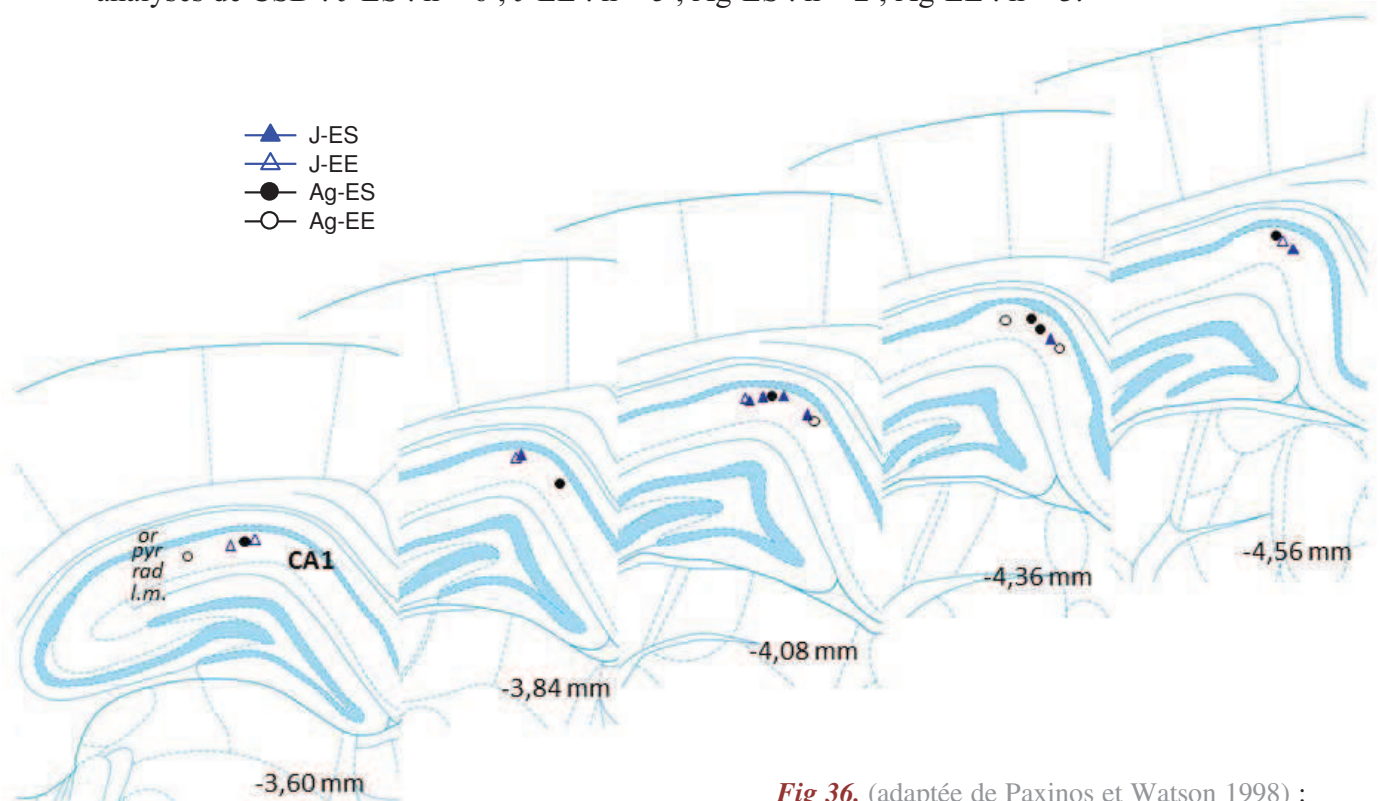 J-ES
J-EE
Ag-ES
Ag-EE
or
pyr
rad
l.m.
CA1
-3,60 mm
-3,84 mm
-4,08 mm
-4,36 mm
-4,56 mm
Fig 36. (adaptée de Paxinos et Watson 1998) :